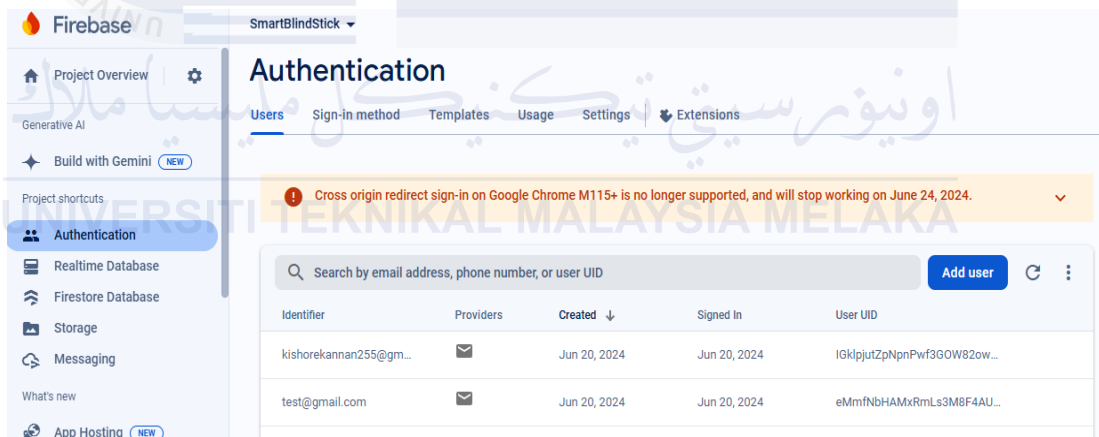 Firebase
SmartBlindStick
Project Overview
Authentication
Users Sign-in method Templates Usage Settings Extensions
Generative AI
Build with Gemini NEW
Project shortcuts
Authentication
Realtime Database
Firestore Database
Storage
Messaging
What's new
App Hosting NEW
Cross origin redirect sign-in on Google Chrome M115+ is no longer supported, and will stop working on June 24, 2024.
Search by email address, phone number, or user UID Add user
Identifier Providers Created Signed In User UID
kishorekannan255@gm... Jun 20, 2024 Jun 20, 2024 IGklpjutZpNpnPwf3GOW82ow...
test@gmail.com Jun 20, 2024 Jun 20, 2024 eMmfNbHAMxRmLs3M8F4AU...
اونيۏرسيتي تيكنيكل مليسيا ملاك
UNIVERSITI TEKNIKAL MALAYSIA MELAKA